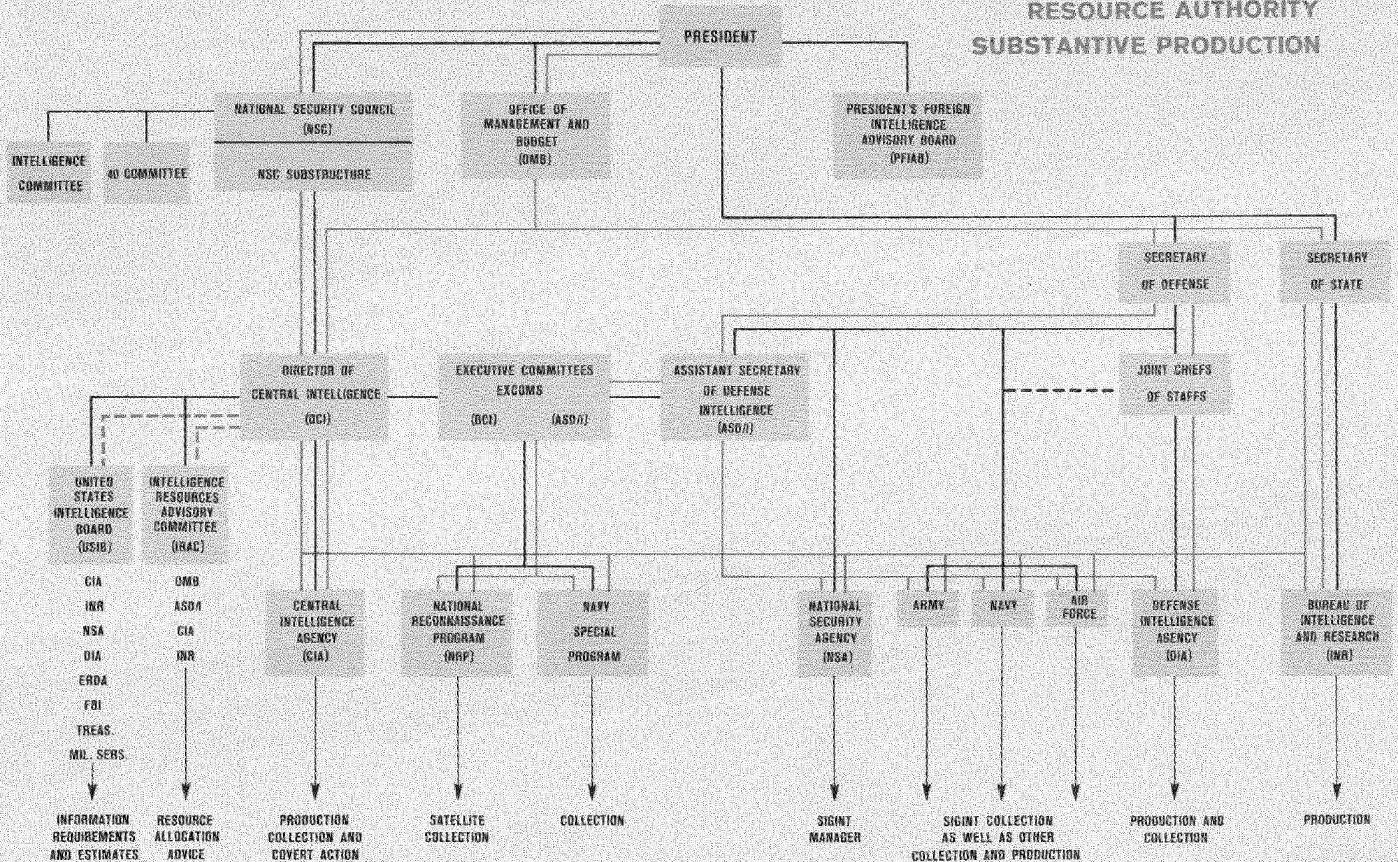 RESOURCE AUTHORITY
SUBSTANTIVE PRODUCTION
PRESIDENT
NATIONAL SECURITY COUNCIL
(NSC)
NSC SUBSTRUCTURE
OFFICE OF
MANAGEMENT AND
BUDGET
(OMB)
PRESIDENT'S FOREIGN
INTELLIGENCE
ADVISORY BOARD
(PFIAB)
INTELLIGENCE
COMMITTEE
40 COMMITTEE
SECRETARY
OF DEFENSE
SECRETARY
OF STATE
DIRECTOR OF
CENTRAL INTELLIGENCE
(DCI)
EXECUTIVE COMMITTEES
EXCOMS
(DCI) (ASD/I)
ASSISTANT SECRETARY
OF DEFENSE
INTELLIGENCE
(ASD/I)
JOINT CHIEFS
OF STAFFS
UNITED
STATES
INTELLIGENCE
BOARD
(USIB)
CIA
INR
NSA
DIA
ERDA
FBI
TREAS.
MIL. SERS.
INTELLIGENCE
RESOURCES
ADVISORY
COMMITTEE
(IRAC)
OMB
ASD/I
CIA
INR
CENTRAL
INTELLIGENCE
AGENCY
(CIA)
NATIONAL
RECONNAISSANCE
PROGRAM
(NRP)
NAVY
SPECIAL
PROGRAM
NATIONAL
SECURITY
AGENCY
(NSA)
ARMY
NAVY
AIR
FORCE
DEFENSE
INTELLIGENCE
AGENCY
(DIA)
BUREAU OF
INTELLIGENCE
AND RESEARCH
(INR)
INFORMATION
REQUIREMENTS
AND ESTIMATES
RESOURCE
ALLOCATION
ADVICE
PRODUCTION
COLLECTION AND
COVERT ACTION
SATELLITE
COLLECTION
COLLECTION
SIGINT
MANAGER
SIGINT COLLECTION
AS WELL AS OTHER
COLLECTION AND PRODUCTION
PRODUCTION AND
COLLECTION
PRODUCTION